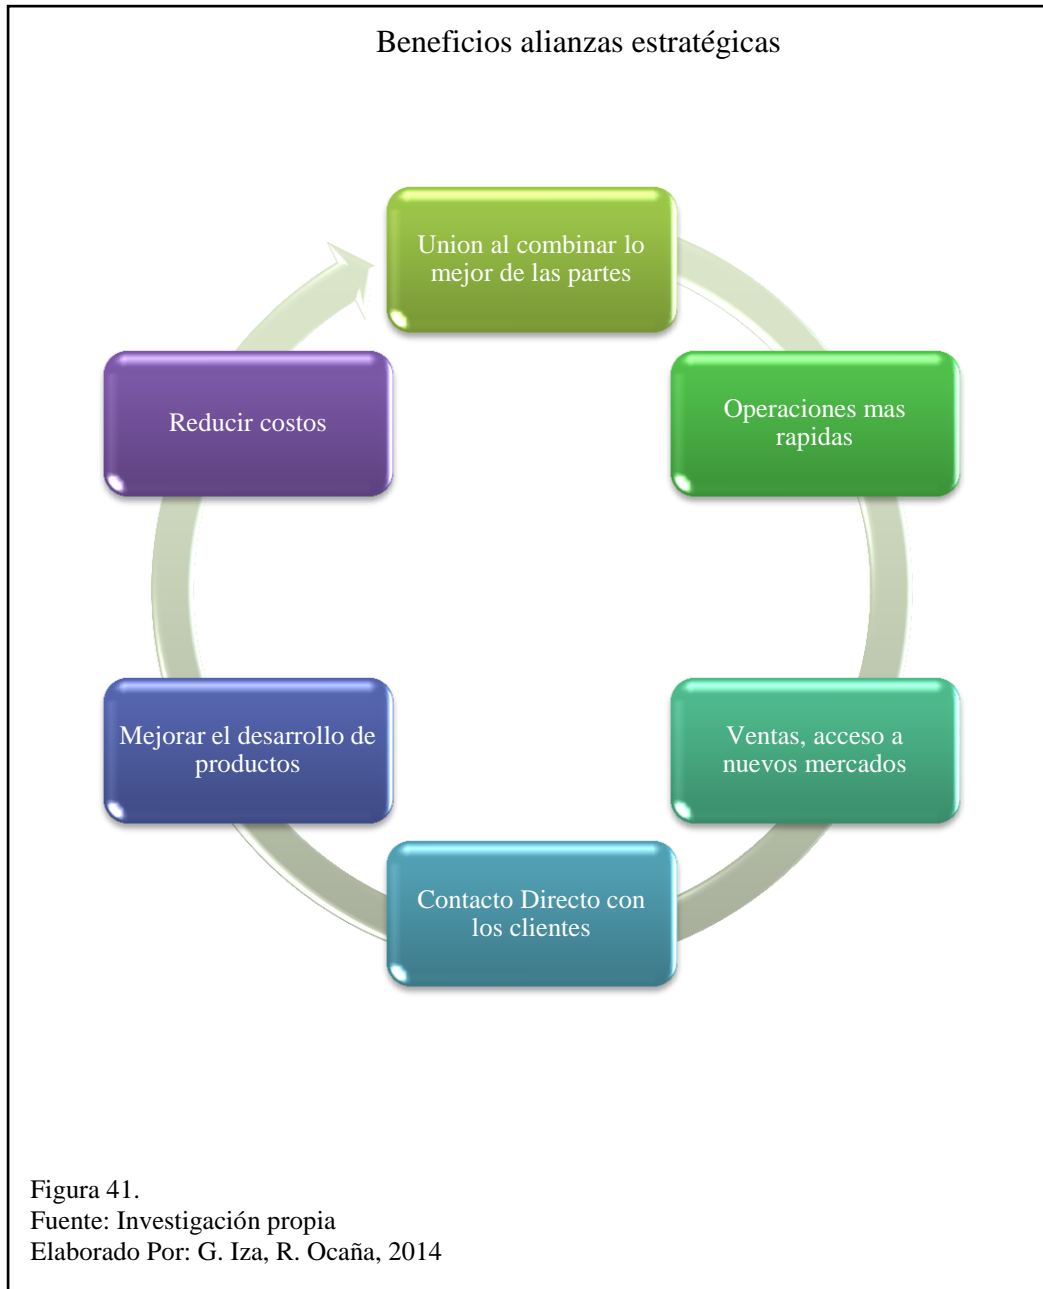 Beneficios alianzas estratégicas
Union al combinar lo
mejor de las partes
Operaciones mas
rapidas
Ventas, acceso a
nuevos mercados
Contacto Directo con
los clientes
Mejorar el desarrollo de
productos
Reducir costos
Figura 41.
Fuente: Investigación propia
Elaborado Por: G. Iza, R. Ocaña, 2014